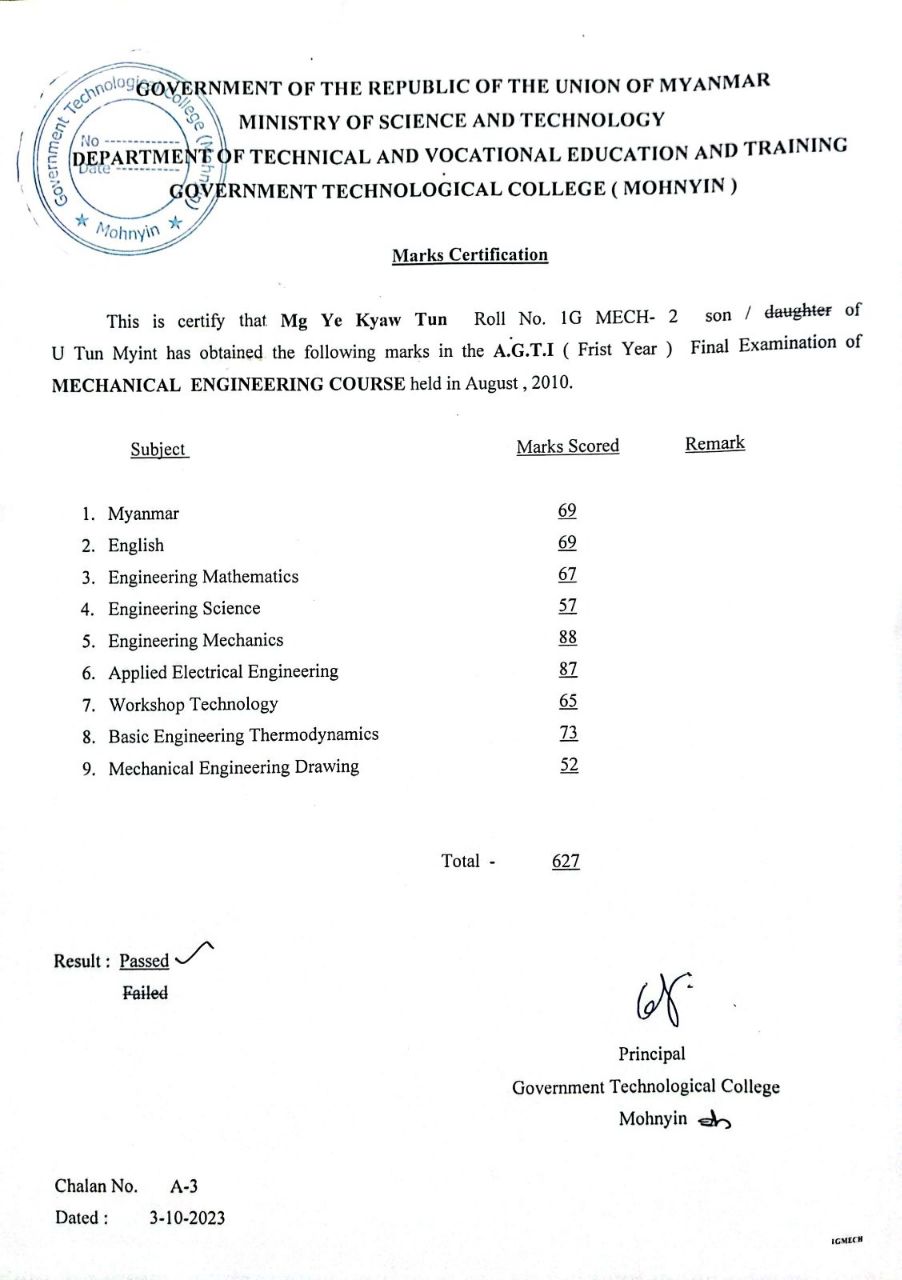 Government Technological College (Mohnyin)
No ------------
Date -----------
Mohnyin
GOVERNMENT OF THE REPUBLIC OF THE UNION OF MYANMAR
MINISTRY OF SCIENCE AND TECHNOLOGY
DEPARTMENT OF TECHNICAL AND VOCATIONAL EDUCATION AND TRAINING
GOVERNMENT TECHNOLOGICAL COLLEGE ( MOHNYIN )
Marks Certification
This is certify that Mg Ye Kyaw Tun Roll No. 1G MECH- 2 son / daughter of
U Tun Myint has obtained the following marks in the A.G.T.I ( Frist Year ) Final Examination of
MECHANICAL ENGINEERING COURSE held in August , 2010.
Subject Marks Scored Remark
1. Myanmar 69
2. English 69
3. Engineering Mathematics 67
4. Engineering Science 57
5. Engineering Mechanics 88
6. Applied Electrical Engineering 87
7. Workshop Technology 65
8. Basic Engineering Thermodynamics 73
9. Mechanical Engineering Drawing 52
Total - 627
Result : Passed
Failed
Principal
Government Technological College
Mohnyin
Chalan No. A-3
Dated : 3-10-2023
IGMECH